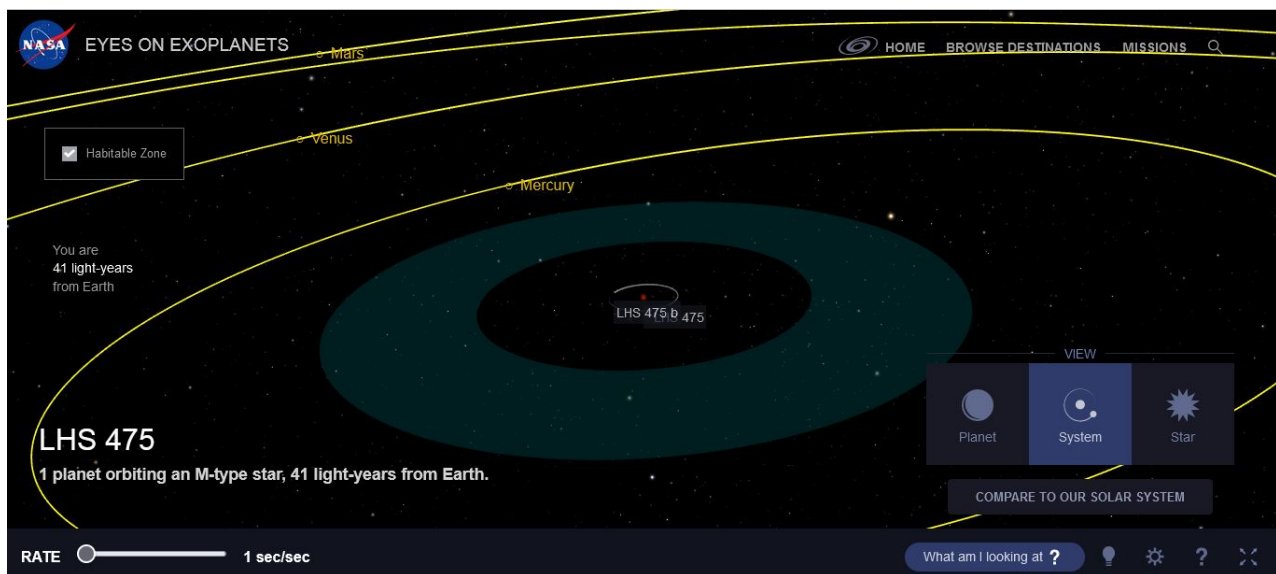 NASA
EYES ON EXOPLANETS
HOME BROWSE DESTINATIONS MISSIONS
Mars
Venus
Habitable Zone
Mercury
You are
41 light-years
from Earth
LHS 475 b
LHS 475
VIEW
Planet System Star
LHS 475
1 planet orbiting an M-type star, 41 light-years from Earth.
COMPARE TO OUR SOLAR SYSTEM
RATE 1 sec/sec
What am I looking at ? ?